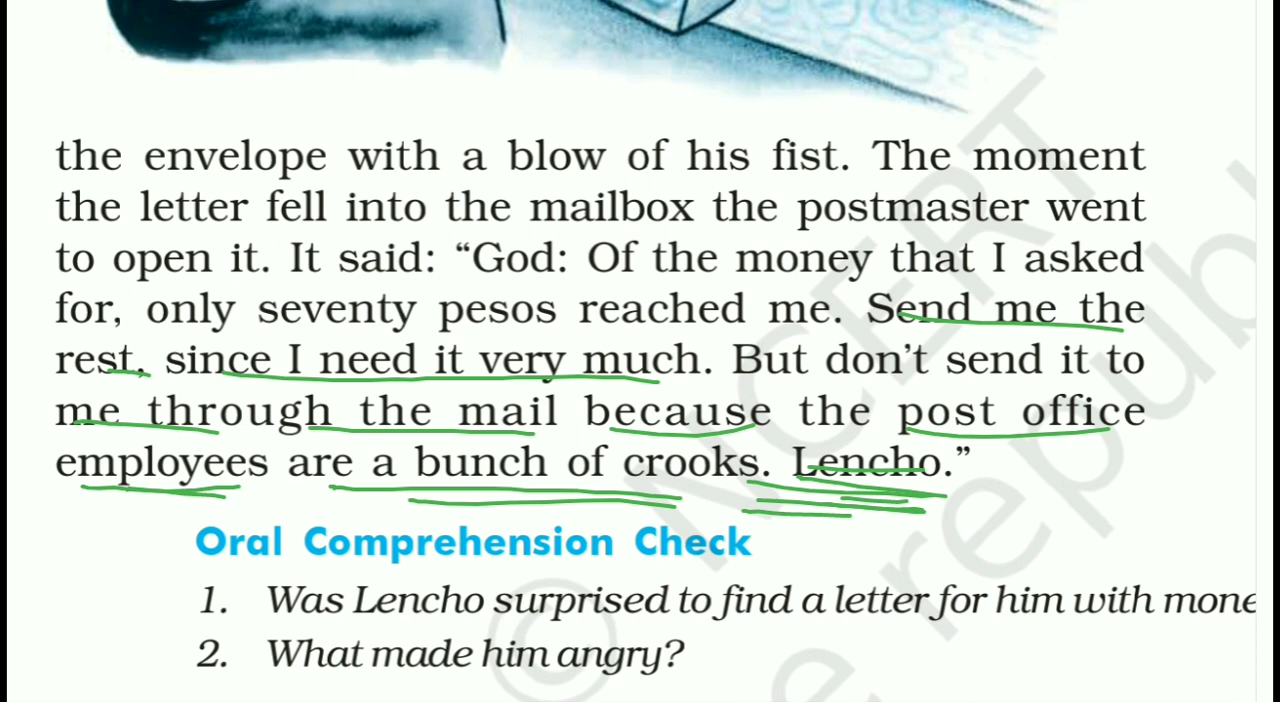 the envelope with a blow of his fist. The moment
the letter fell into the mailbox the postmaster went
to open it. It said: “God: Of the money that I asked
for, only seventy pesos reached me. Send me the
rest, since I need it very much. But don’t send it to
me through the mail because the post office
employees are a bunch of crooks. Lencho.”
Oral Comprehension Check
1. Was Lencho surprised to find a letter for him with mone
2. What made him angry?
© NCERT
e republ